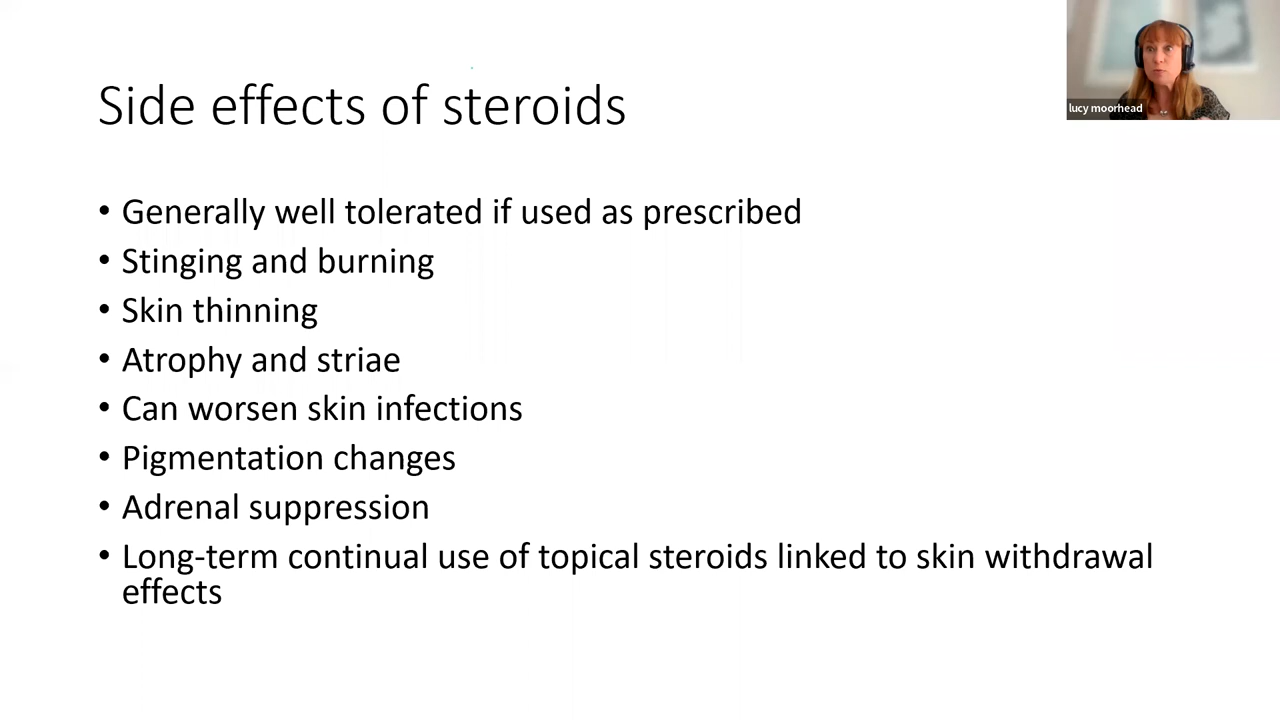 Side effects of steroids
lucy moorhead
• Generally well tolerated if used as prescribed
• Stinging and burning
• Skin thinning
• Atrophy and striae
• Can worsen skin infections
• Pigmentation changes
• Adrenal suppression
• Long-term continual use of topical steroids linked to skin withdrawal
effects